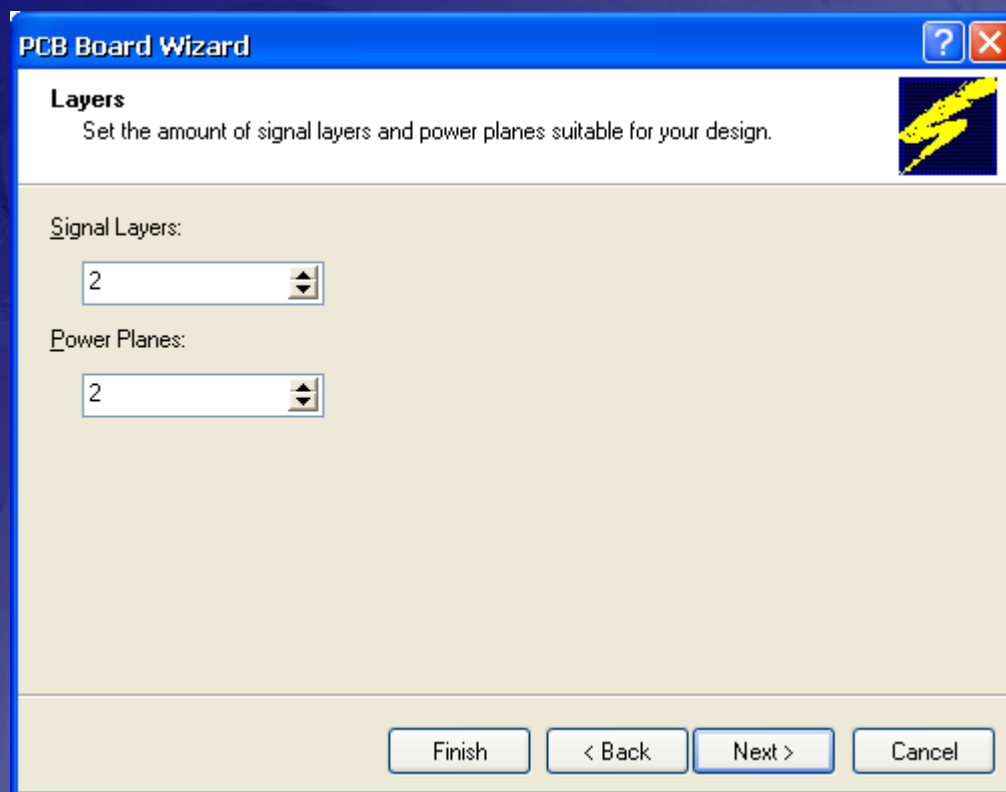 PCB Board Wizard
?
Layers
Set the amount of signal layers and power planes suitable for your design.
Signal Layers:
2
Power Planes:
2
Finish < Back Next > Cancel